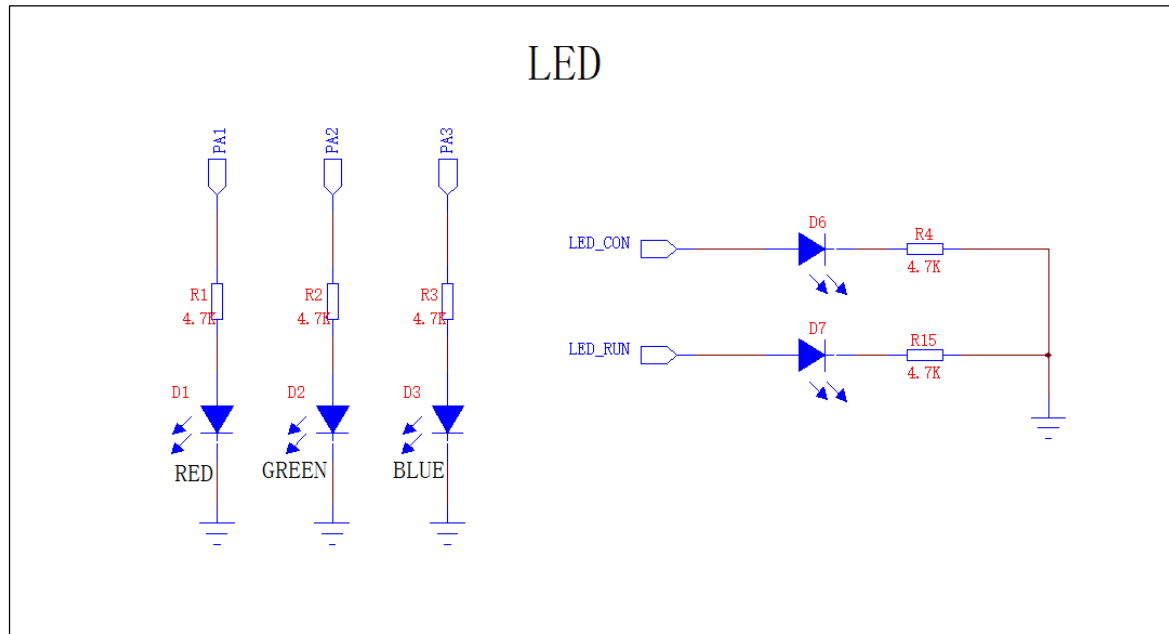 LED
PA1
PA2
PA3
R1
4.7K
R2
4.7K
R3
4.7K
D1
RED
D2
GREEN
D3
BLUE
LED_CON
D6
R4
4.7K
LED_RUN
D7
R15
4.7K